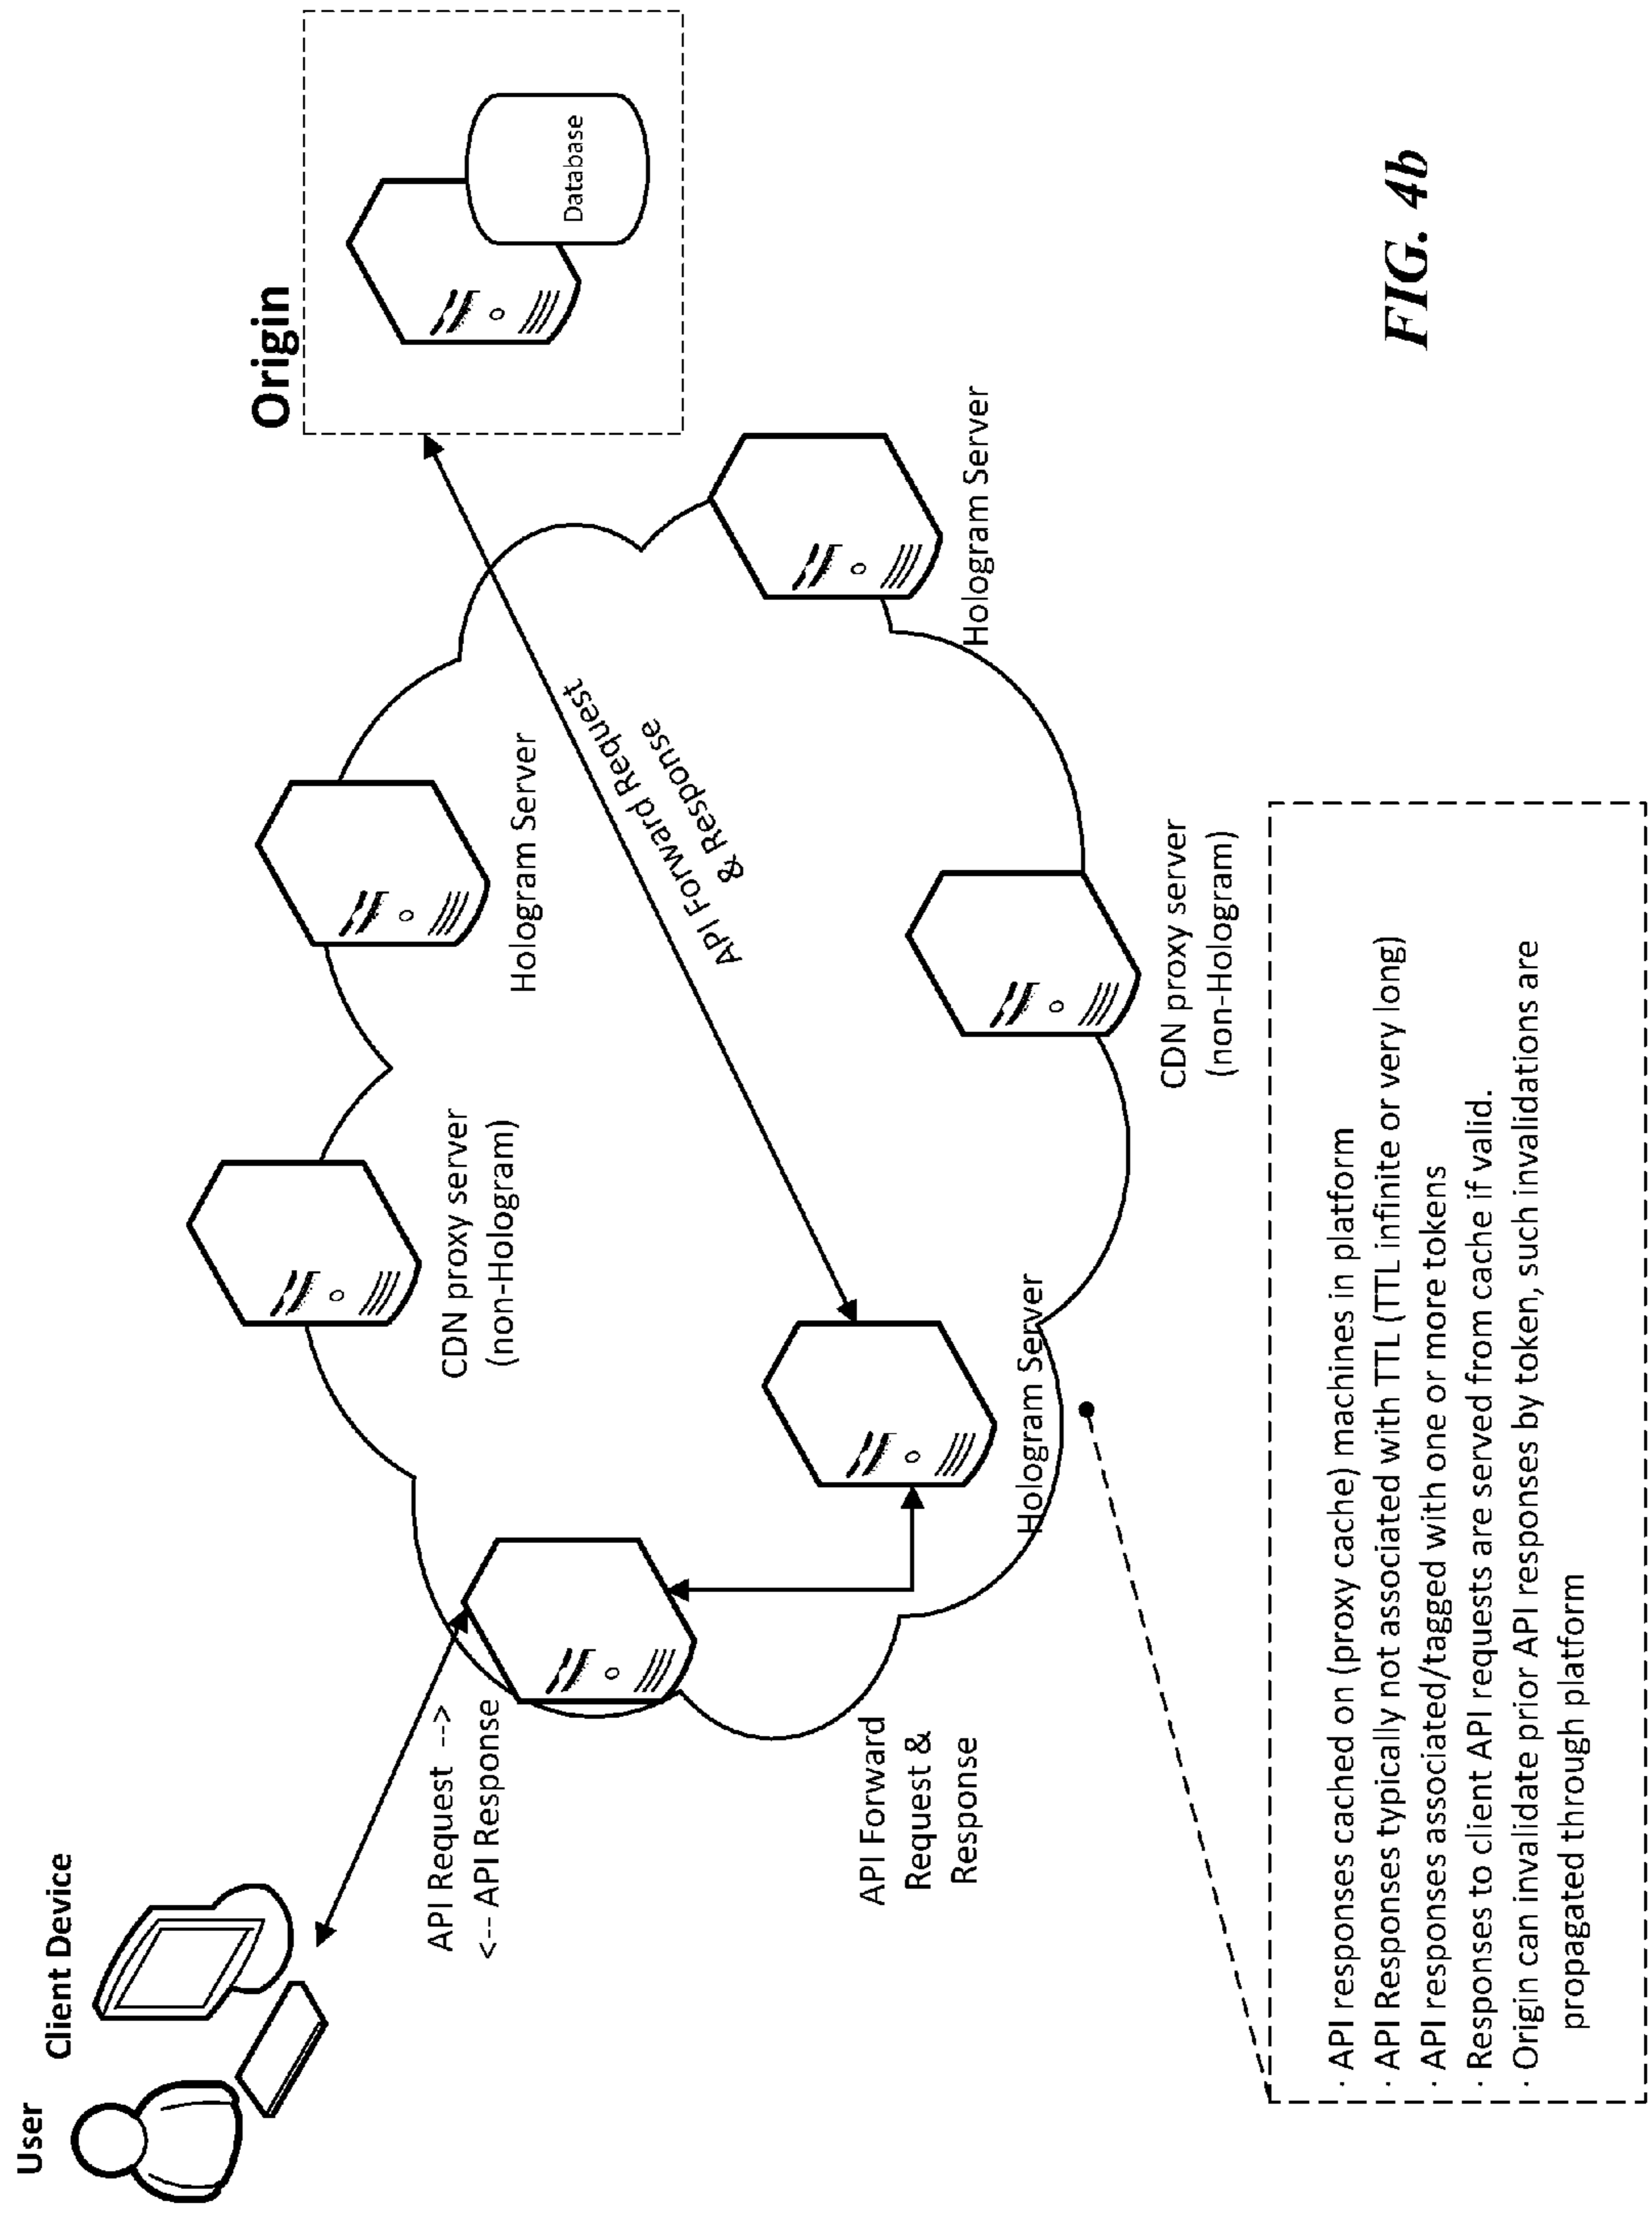 User
Client Device
Origin
Database
API Request -->
<-- API Response
CDN proxy server
(non-Hologram)
Hologram Server
API Forward Request
& Response
Hologram Server
API Forward
Request &
Response
Hologram Server
CDN proxy server
(non-Hologram)
· API responses cached on (proxy cache) machines in platform
· API Responses typically not associated with TTL (TTL infinite or very long)
· API responses associated/tagged with one or more tokens
· Responses to client API requests are served from cache if valid.
· Origin can invalidate prior API responses by token, such invalidations are
propagated through platform
FIG. 4b